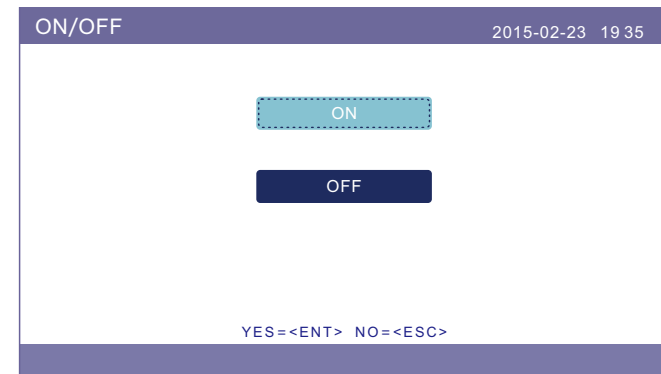 ON/OFF
2015-02-23 19 35
ON
OFF
YES=<ENT> NO=<ESC>